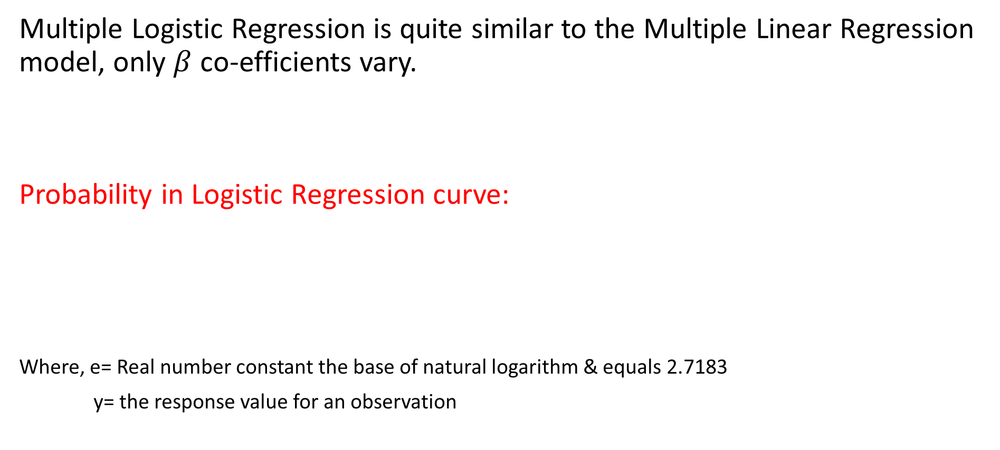 Multiple Logistic Regression is quite similar to the Multiple Linear Regression
model, only β co-efficients vary.
Probability in Logistic Regression curve:
Where, e= Real number constant the base of natural logarithm & equals 2.7183
y= the response value for an observation